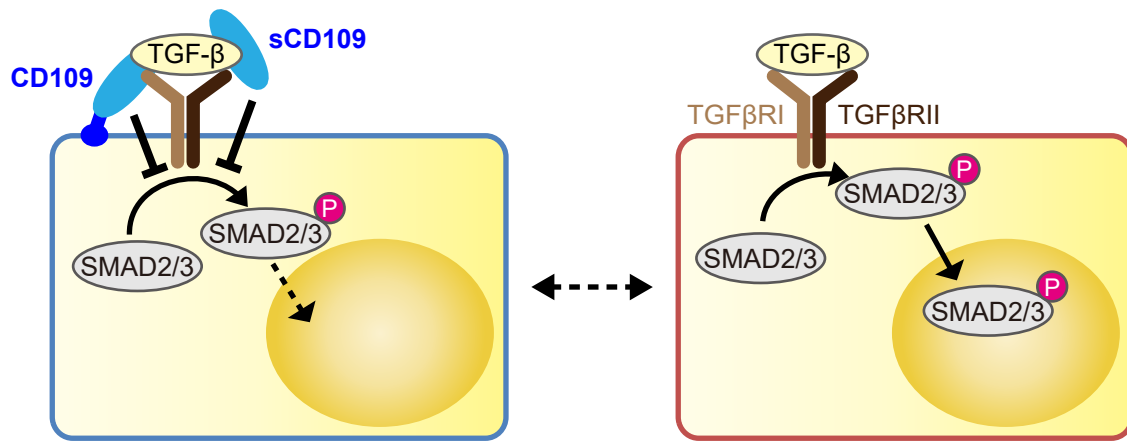 sCD109
TGF-β
CD109
P
SMAD2/3
SMAD2/3
TGF-β
TGFβRI
TGFβRII
P
SMAD2/3
SMAD2/3
P
SMAD2/3